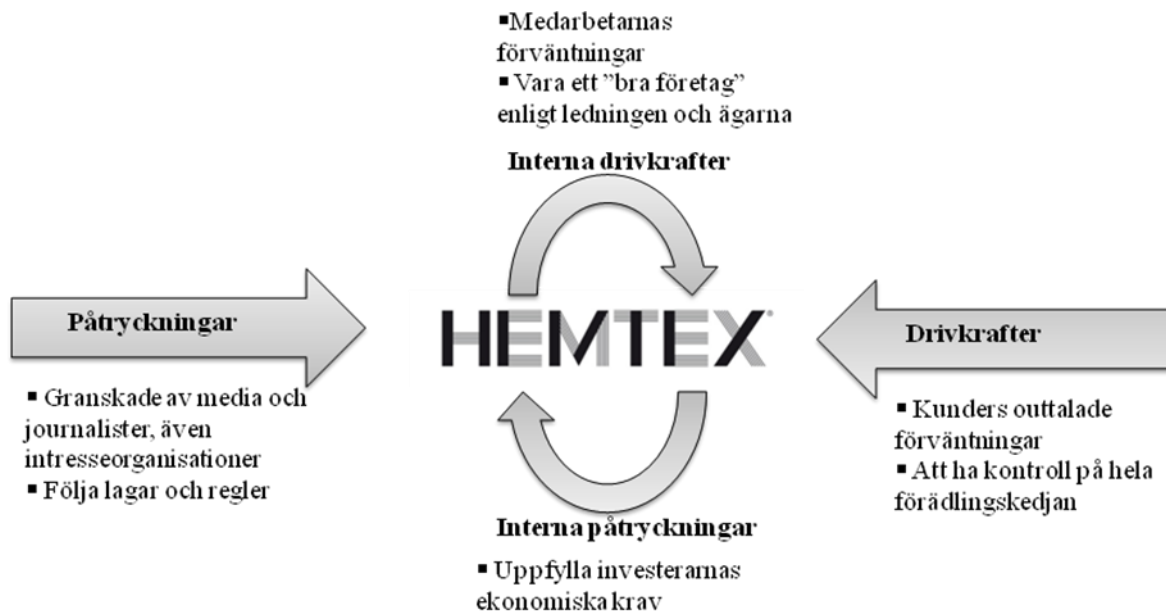 ▪Medarbetarnas
förväntningar
▪ Vara ett ”bra företag”
enligt ledningen och ägarna
Interna drivkrafter
Påtryckningar
▪ Granskade av media och
journalister, även
intresseorganisationer
▪ Följa lagar och regler
HEMTEX®
Drivkrafter
▪ Kunders outtalade
förväntningar
▪ Att ha kontroll på hela
förädlingskedjan
Interna påtryckningar
▪ Uppfylla investerarnas
ekonomiska krav